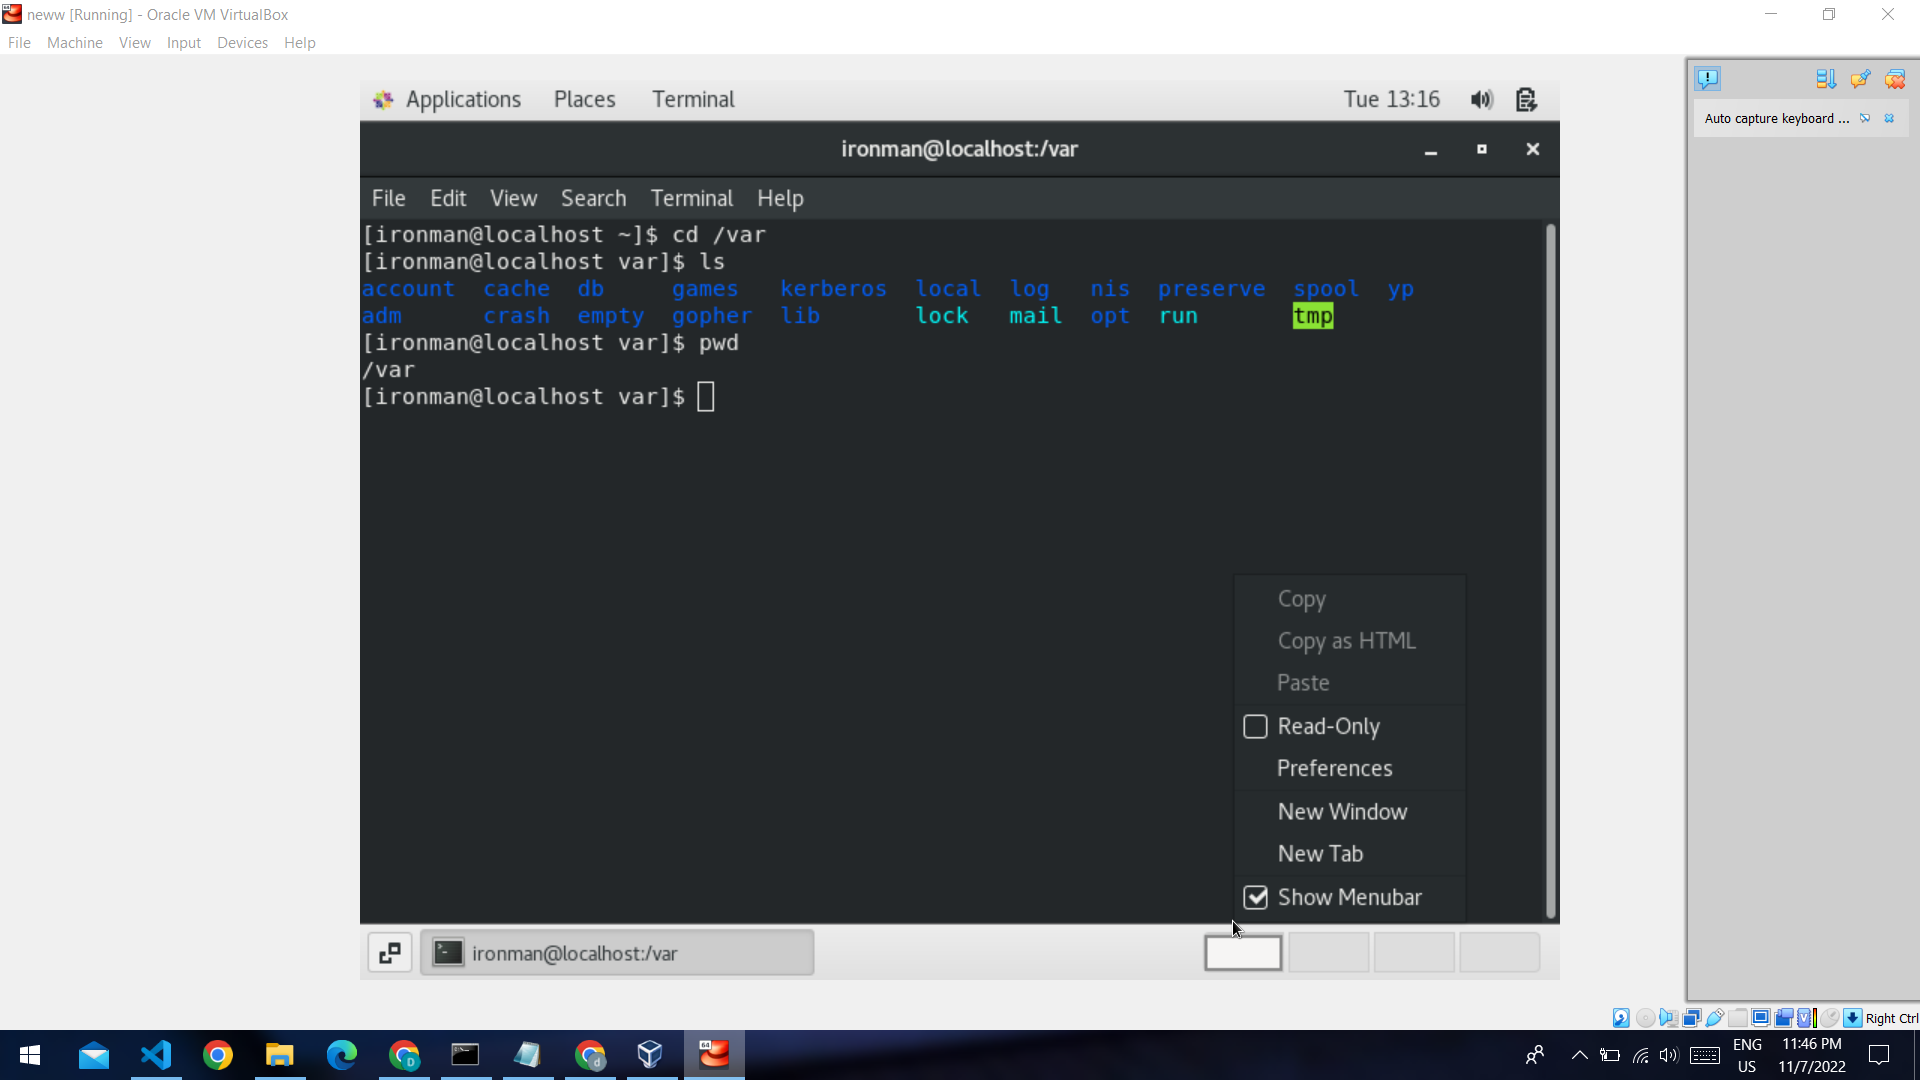 neww [Running] - Oracle VM VirtualBox
File Machine View Input Devices Help
Applications Places Terminal Tue 13:16
Auto capture keyboard ...
ironman@localhost:/var
File Edit View Search Terminal Help
[ironman@localhost ~]$ cd /var
[ironman@localhost var]$ ls
account cache db games kerberos local log nis preserve spool yp
adm crash empty gopher lib lock mail opt run tmp
[ironman@localhost var]$ pwd
/var
[ironman@localhost var]$
Copy
Copy as HTML
Paste
Read-Only
Preferences
New Window
New Tab
Show Menubar
ironman@localhost:/var
Right Ctrl
ENG
US
11:46 PM
11/7/2022